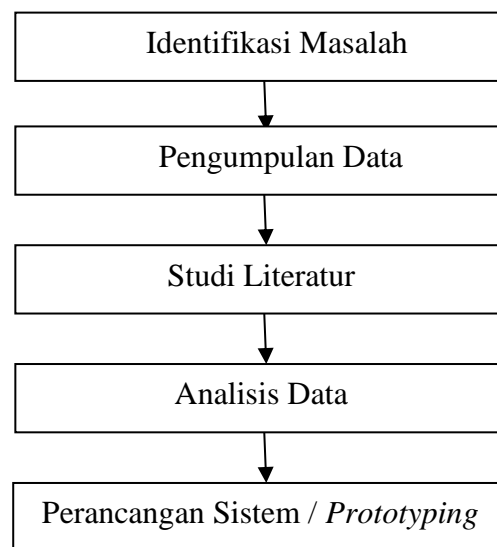 Identifikasi Masalah
Pengumpulan Data
Studi Literatur
Analisis Data
Perancangan Sistem / Prototyping